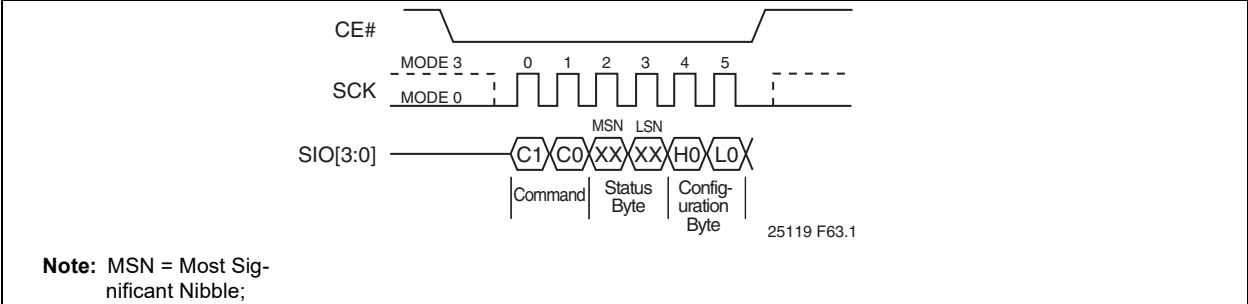 CE#
MODE 3
0 1 2 3 4 5
SCK
MODE 0
MSN LSN
SIO[3:0]
C1 C0 XX XX H0 L0
Command
Status
Byte
Config-
uration
Byte
25119 F63.1
Note: MSN = Most Sig-
nificant Nibble;